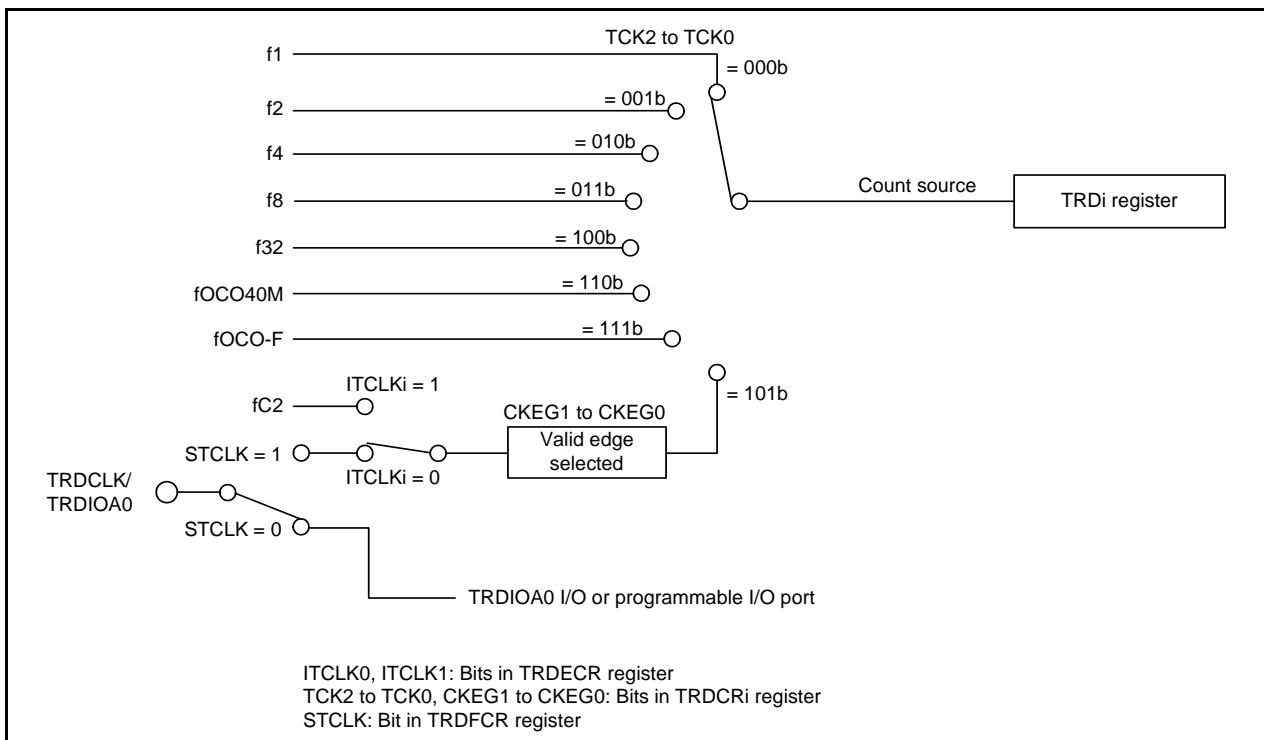 TCK2 to TCK0
f1
= 000b
f2
= 001b
f4
= 010b
f8
= 011b
Count source
TRDi register
f32
= 100b
fOCO40M
= 110b
fOCO-F
= 111b
ITCLKi = 1
fC2
= 101b
CKEG1 to CKEG0
Valid edge
selected
STCLK = 1
ITCLKi = 0
TRDCLK/
TRDIOA0
STCLK = 0
TRDIOA0 I/O or programmable I/O port
ITCLK0, ITCLK1: Bits in TRDECR register
TCK2 to TCK0, CKEG1 to CKEG0: Bits in TRDCRi register
STCLK: Bit in TRDFCR register